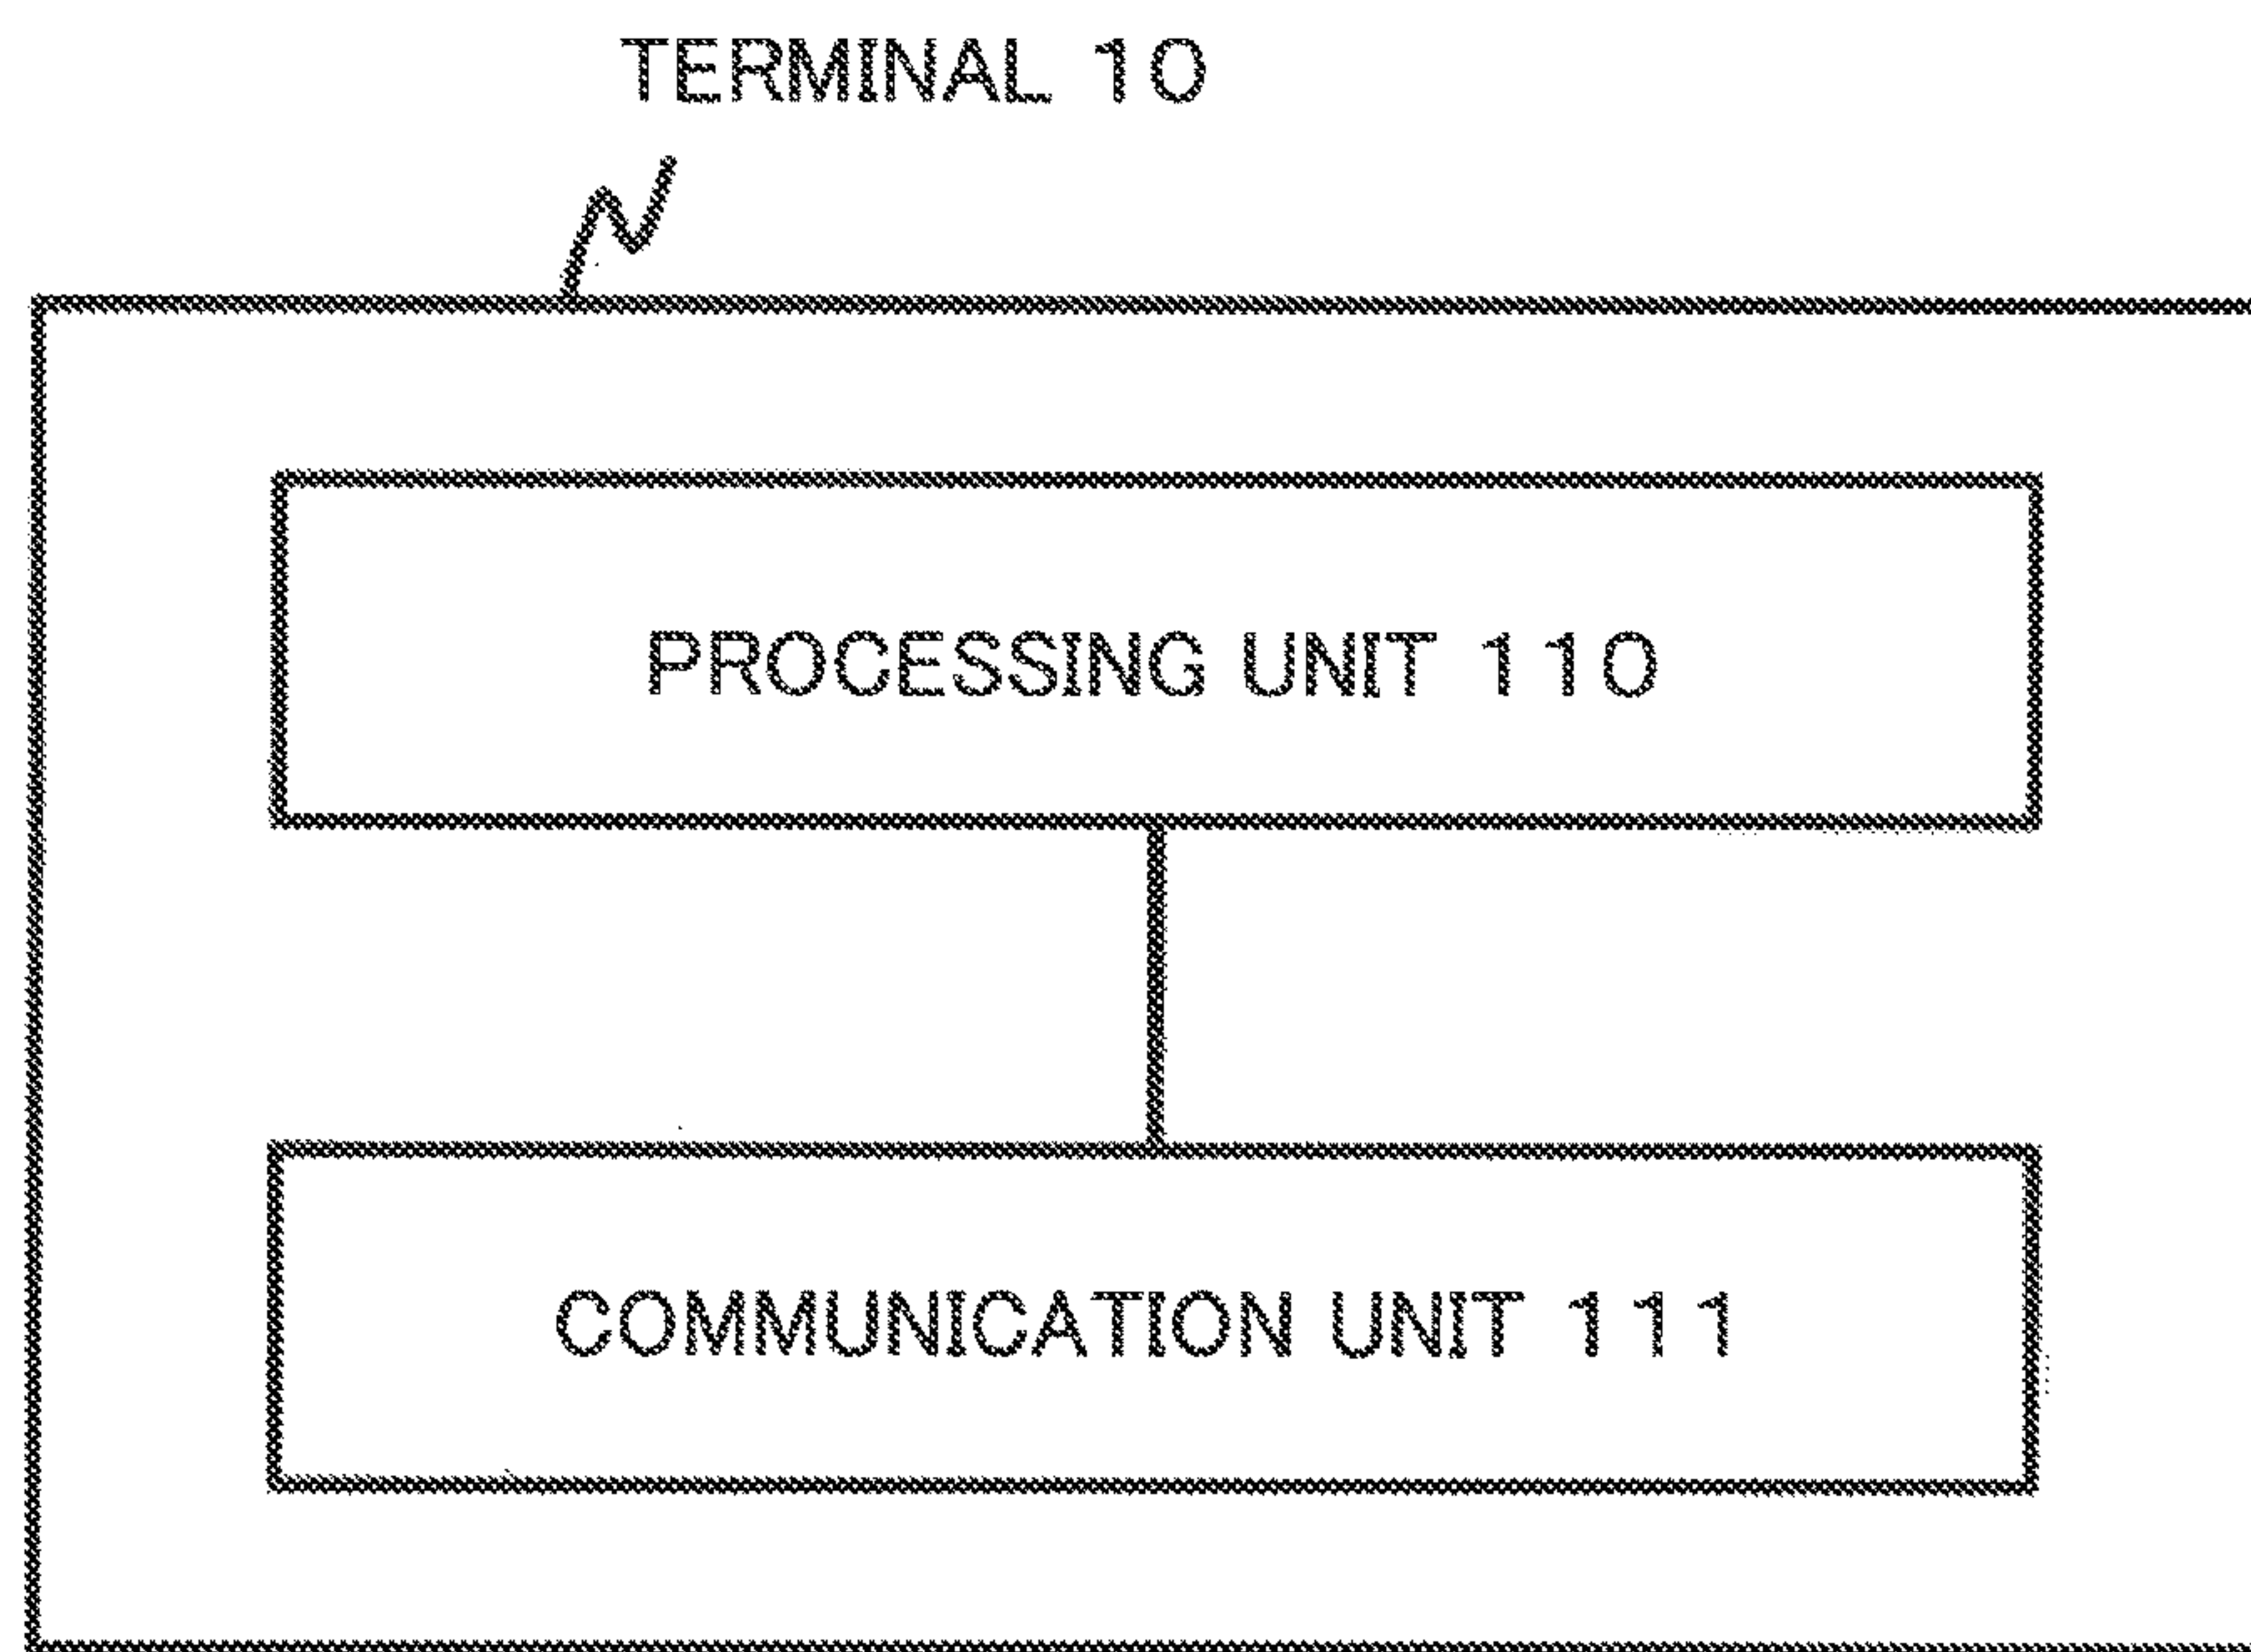 TERMINAL 10
PROCESSING UNIT 110
COMMUNICATION UNIT 111